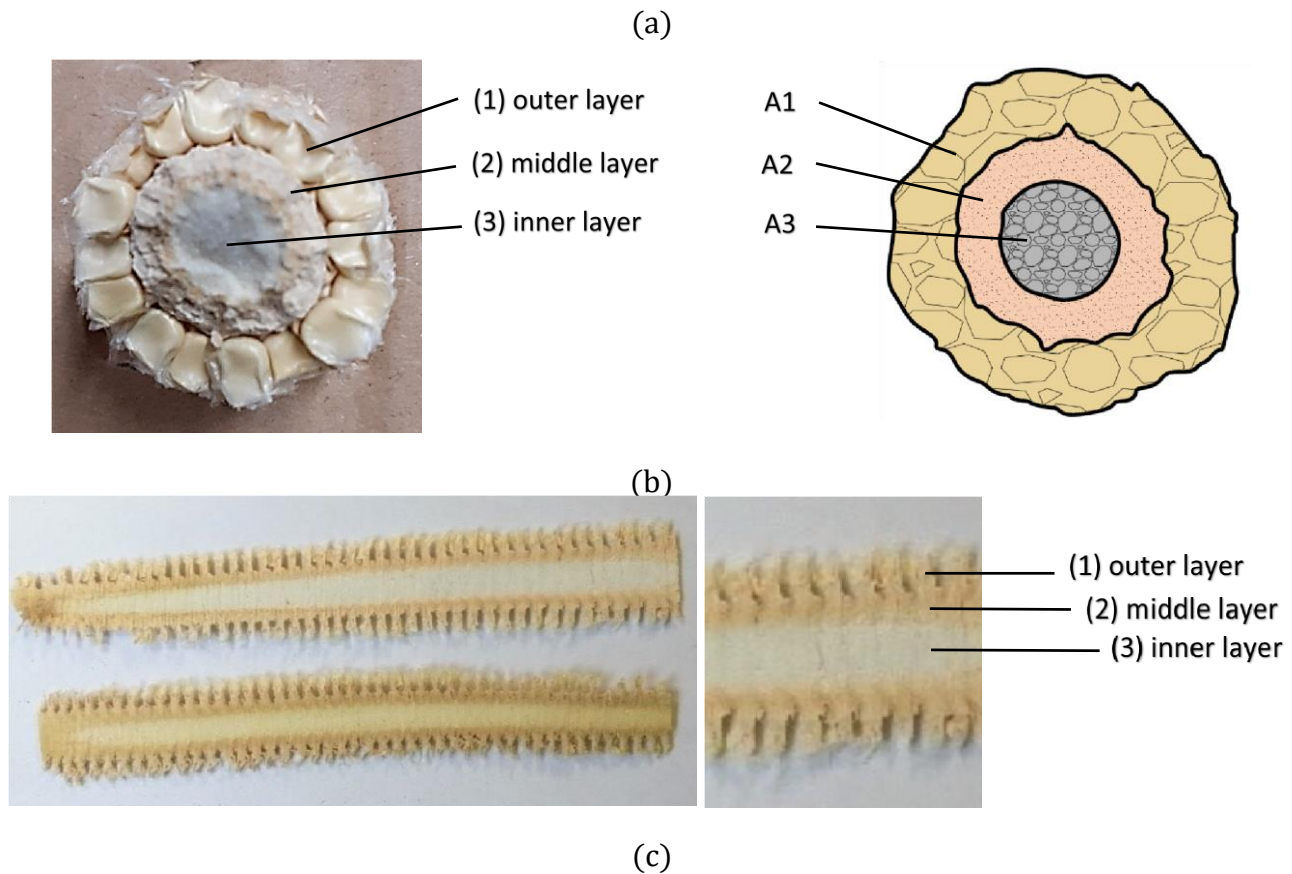 (a)
(1) outer layer
(2) middle layer
(3) inner layer
A1
A2
A3
(b)
(1) outer layer
(2) middle layer
(3) inner layer
(c)